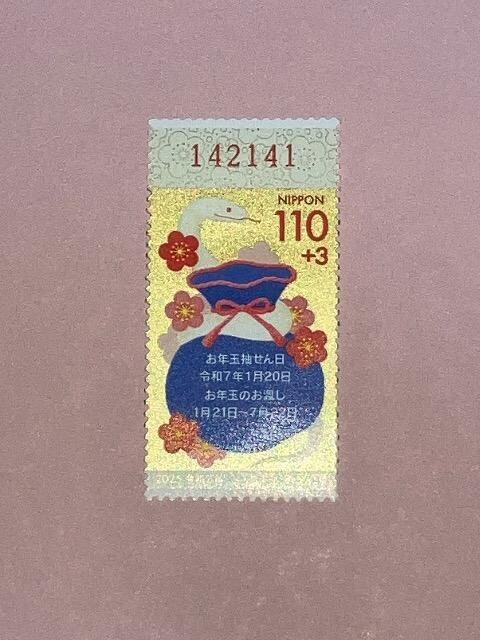 142141
NIPPON
110
+3
お年玉抽せん日
令和7年1月20日
お年玉のお渡し
1月21日～7月22日
2025